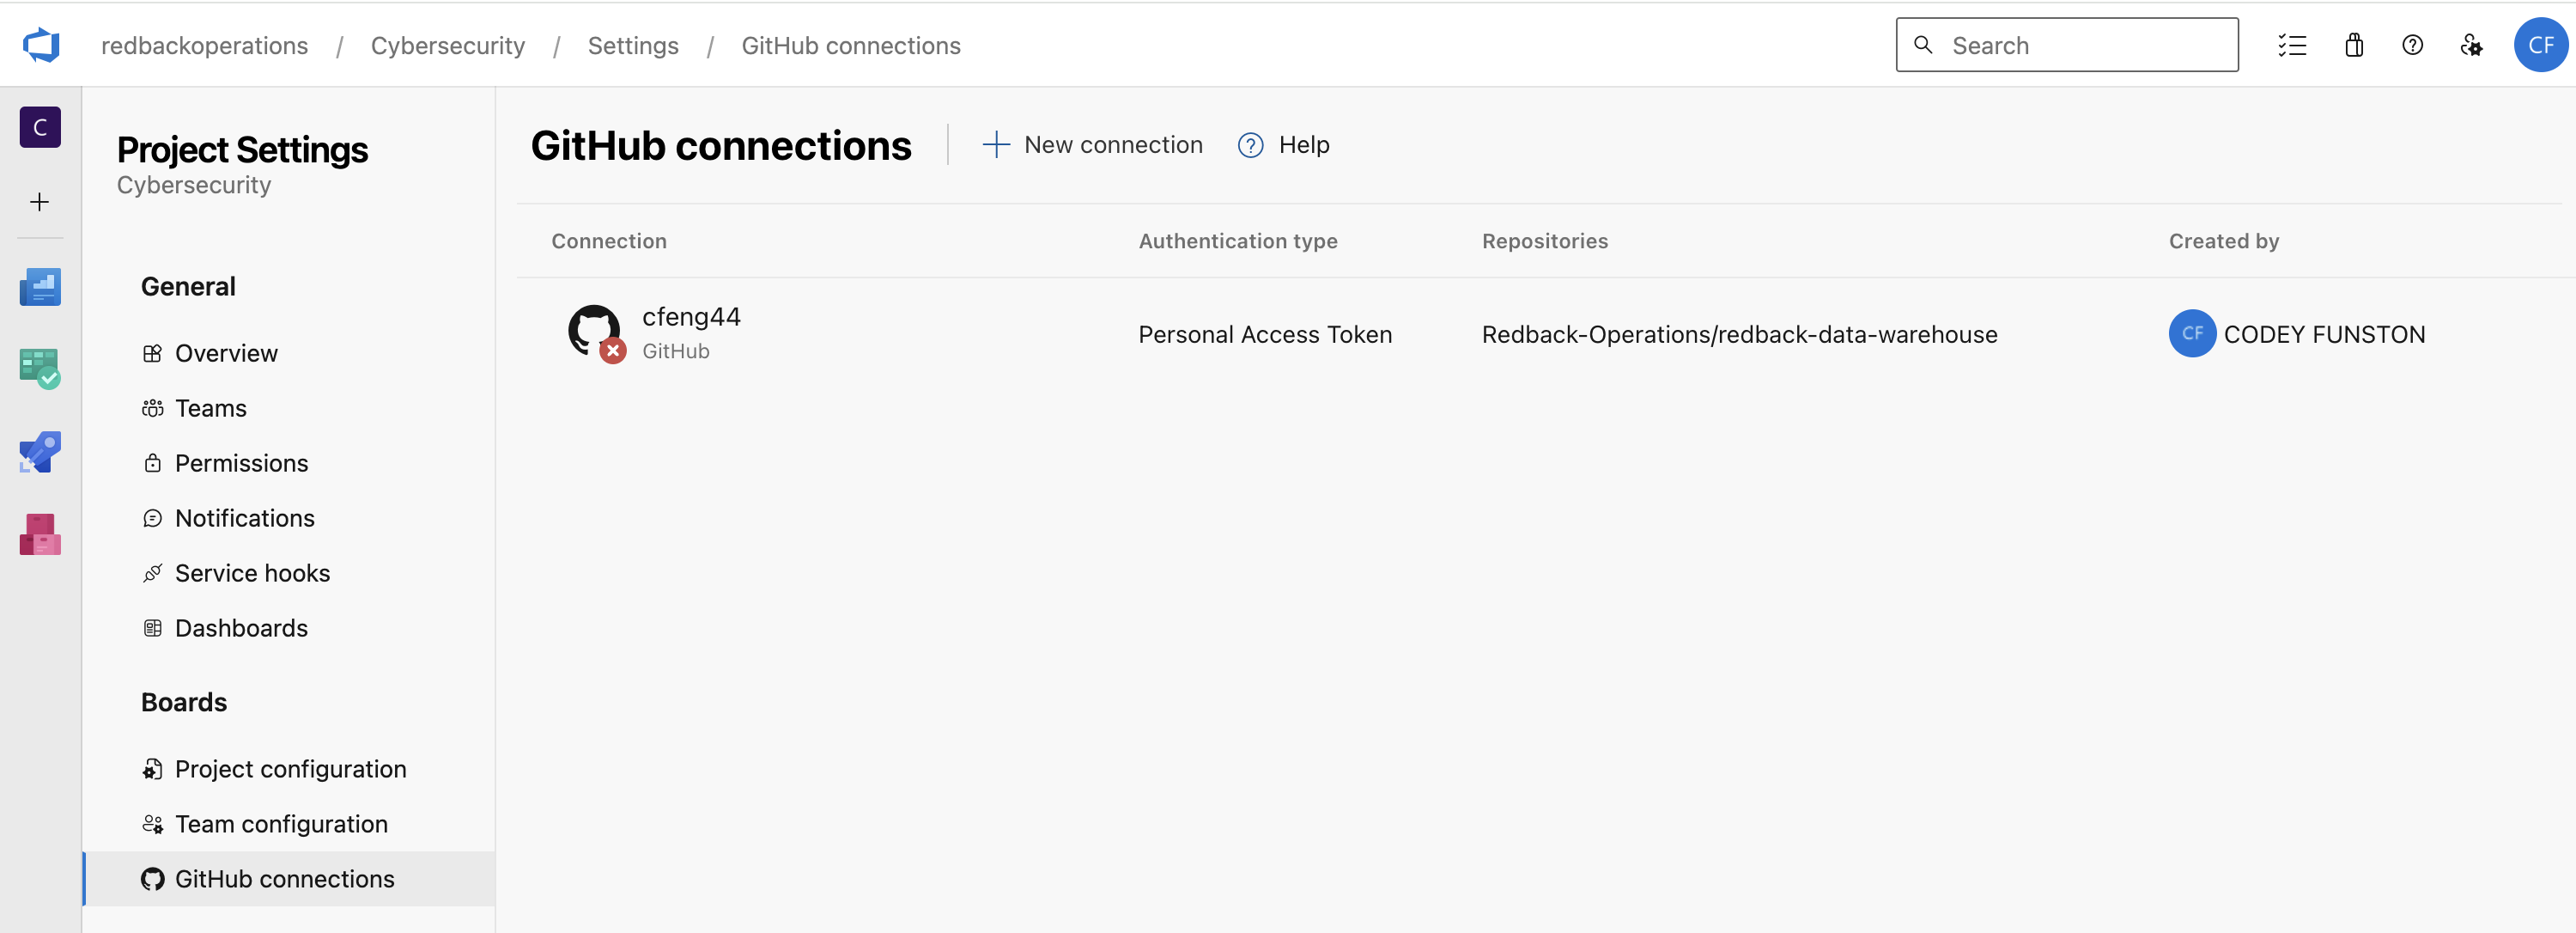 redbackoperations / Cybersecurity / Settings / GitHub connections
Search
CF
C
Project Settings
Cybersecurity
General
Overview
Teams
Permissions
Notifications
Service hooks
Dashboards
Boards
Project configuration
Team configuration
GitHub connections
GitHub connections
New connection
Help
Connection Authentication type Repositories Created by
cfeng44
GitHub
Personal Access Token
Redback-Operations/redback-data-warehouse
CF
CODEY FUNSTON